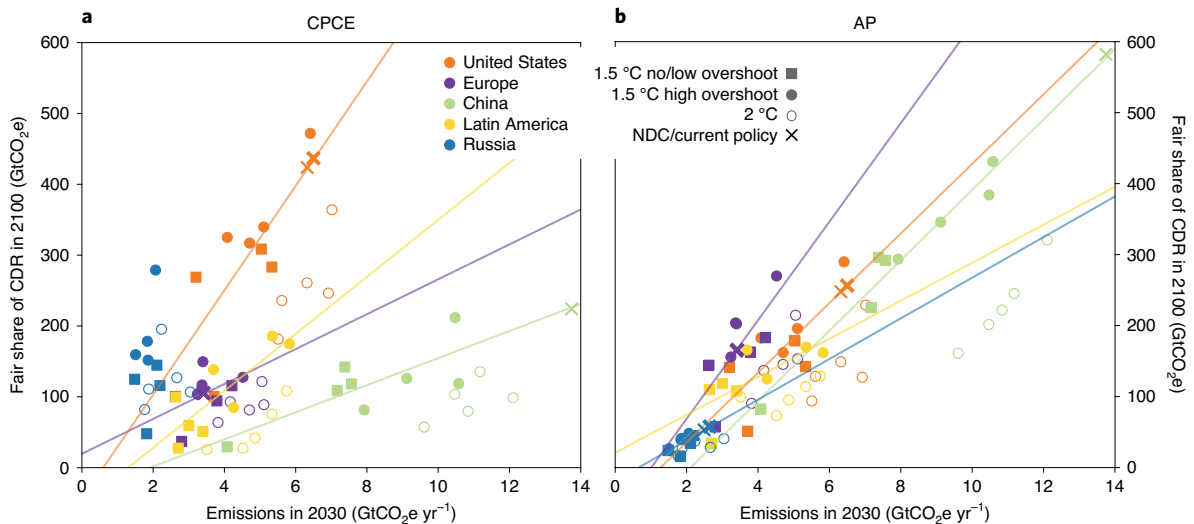 a
CPCE
Fair share of CDR in 2100 (GtCO₂e)
600
500
400
300
200
100
0
0
2
4
6
8
10
12
14
Emissions in 2030 (GtCO₂e yr⁻¹)
United States
Europe
China
Latin America
Russia
b
AP
1.5 °C no/low overshoot
1.5 °C high overshoot
2 °C
NDC/current policy
0
2
4
6
8
10
12
14
Emissions in 2030 (GtCO₂e yr⁻¹)
600
500
400
300
200
100
0
Fair share of CDR in 2100 (GtCO₂e)